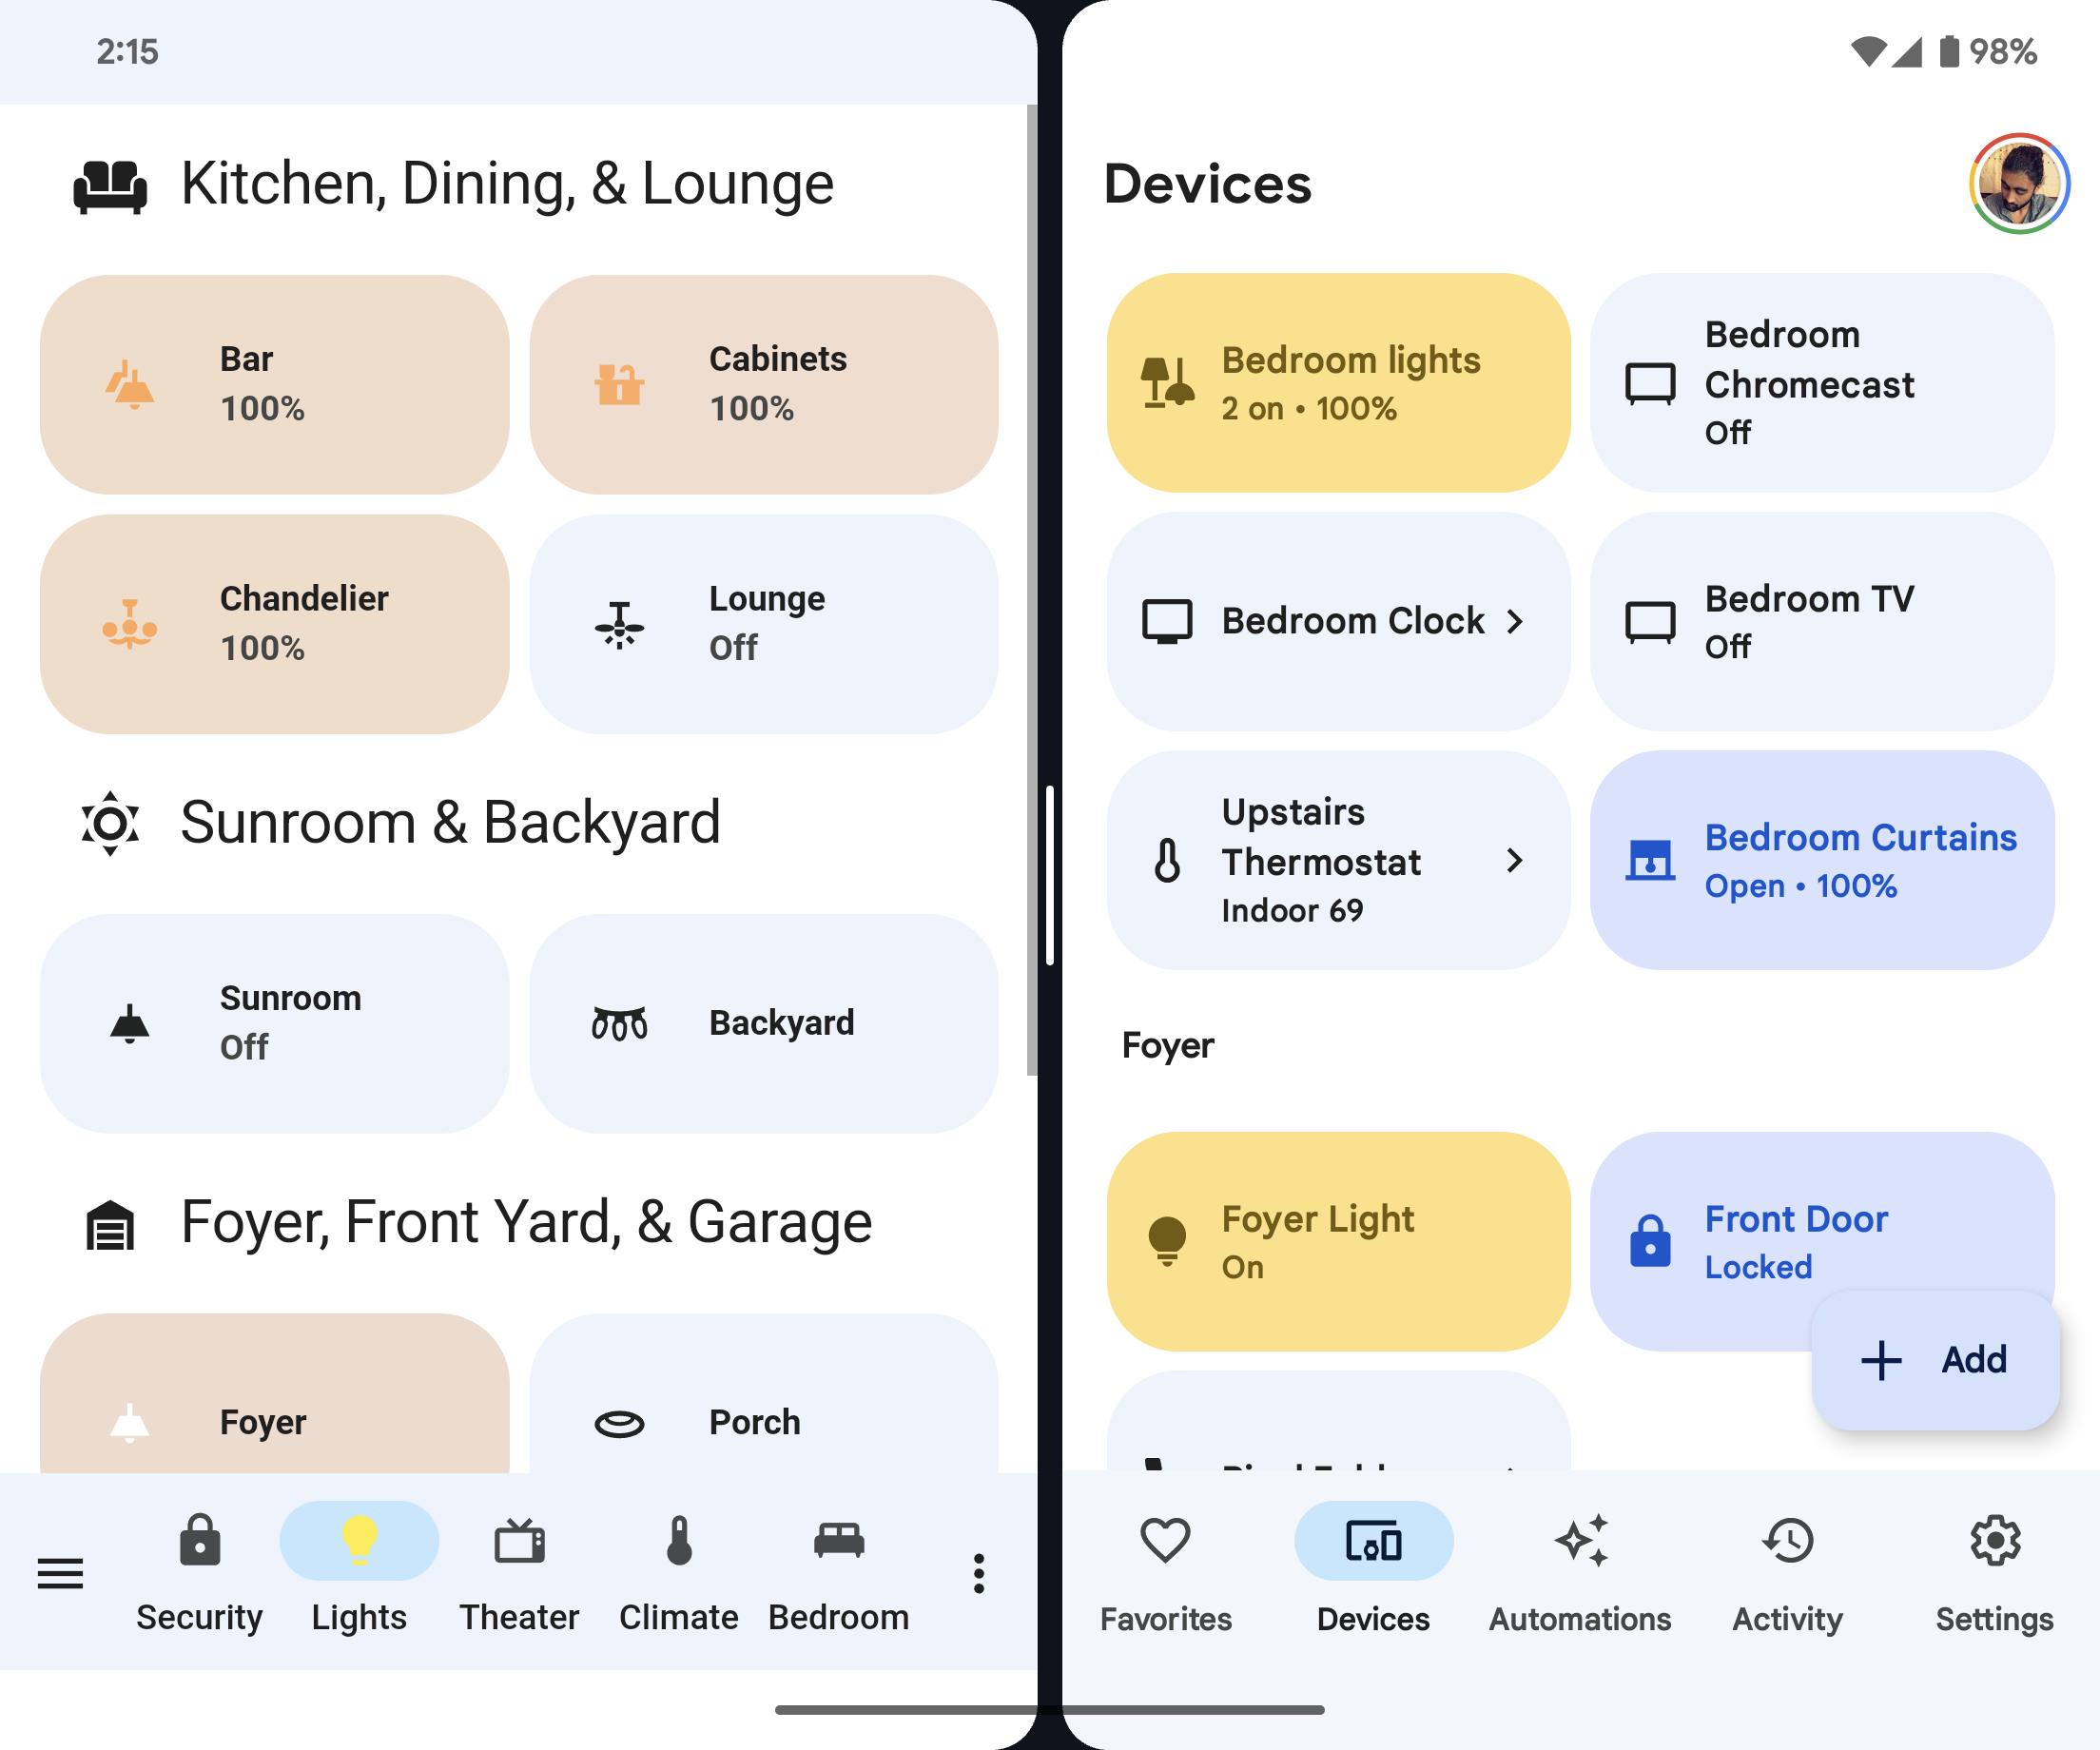 2:15
Kitchen, Dining, & Lounge
Bar
100%
Cabinets
100%
Chandelier
100%
Lounge
Off
Sunroom & Backyard
Sunroom
Off
Backyard
Foyer, Front Yard, & Garage
Foyer
Porch
Security
Lights
Theater
Climate
Bedroom
98%
Devices
Bedroom lights
2 on • 100%
Bedroom
Chromecast
Off
Bedroom Clock
Bedroom TV
Off
Upstairs
Thermostat
Indoor 69
Bedroom Curtains
Open • 100%
Foyer
Foyer Light
On
Front Door
Locked
Add
Favorites
Devices
Automations
Activity
Settings